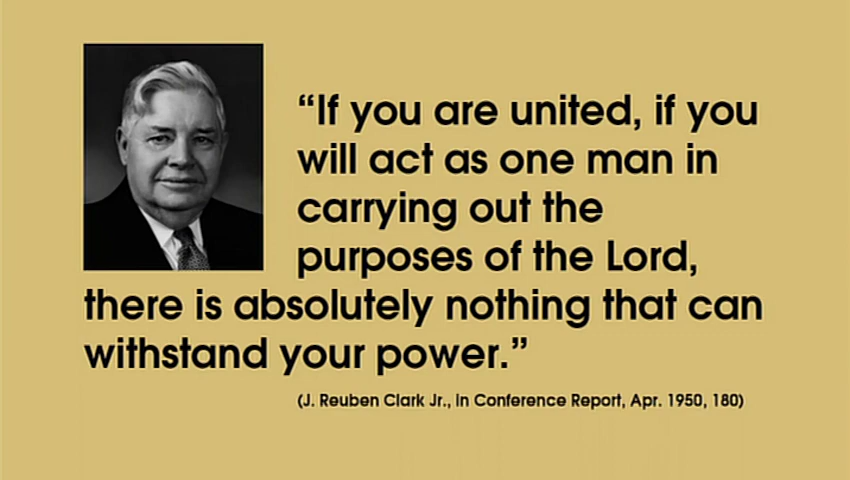 “If you are united, if you
will act as one man in
carrying out the
purposes of the Lord,
there is absolutely nothing that can
withstand your power.”
(J. Reuben Clark Jr., in Conference Report, Apr. 1950, 180)